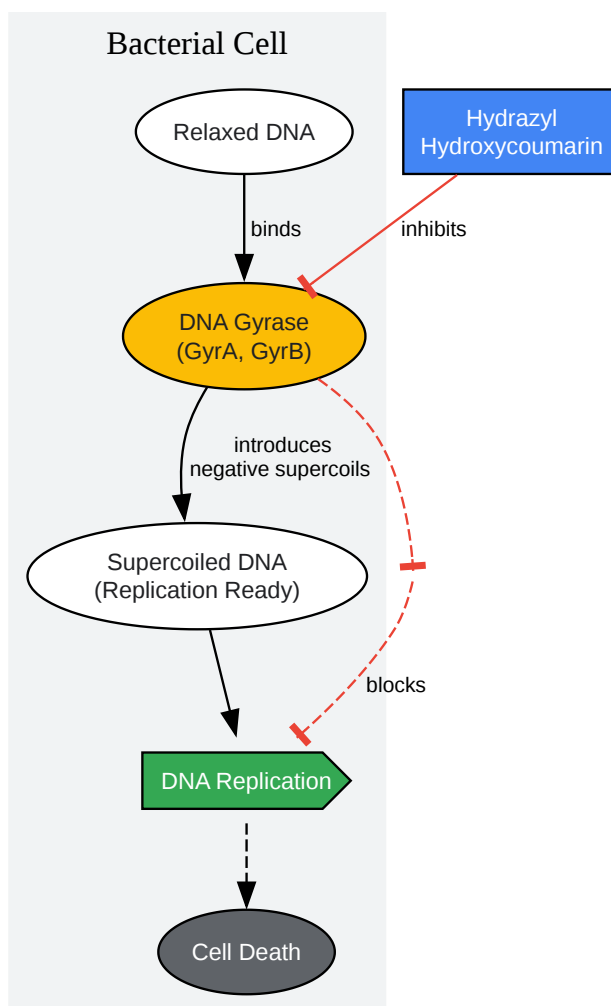 Bacterial Cell
Relaxed DNA
Hydrazyl
Hydroxycoumarin
binds
inhibits
DNA Gyrase
(GyrA, GyrB)
introduces
negative supercoils
Supercoiled DNA
(Replication Ready)
blocks
DNA Replication
Cell Death